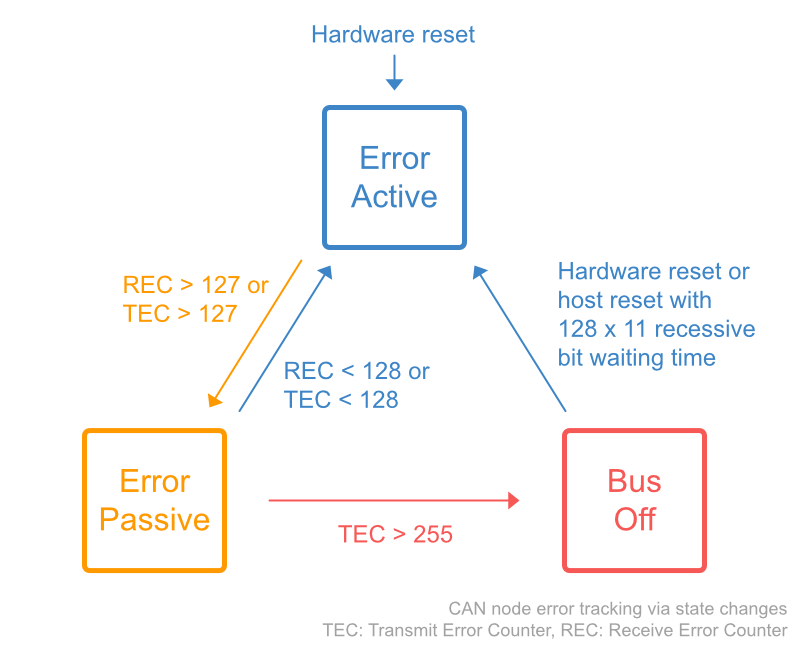 Hardware reset
Error
Active
REC > 127 or
TEC > 127
Hardware reset or
host reset with
128 x 11 recessive
bit waiting time
REC < 128 or
TEC < 128
Error
Passive
Bus
Off
TEC > 255
CAN node error tracking via state changes
TEC: Transmit Error Counter, REC: Receive Error Counter